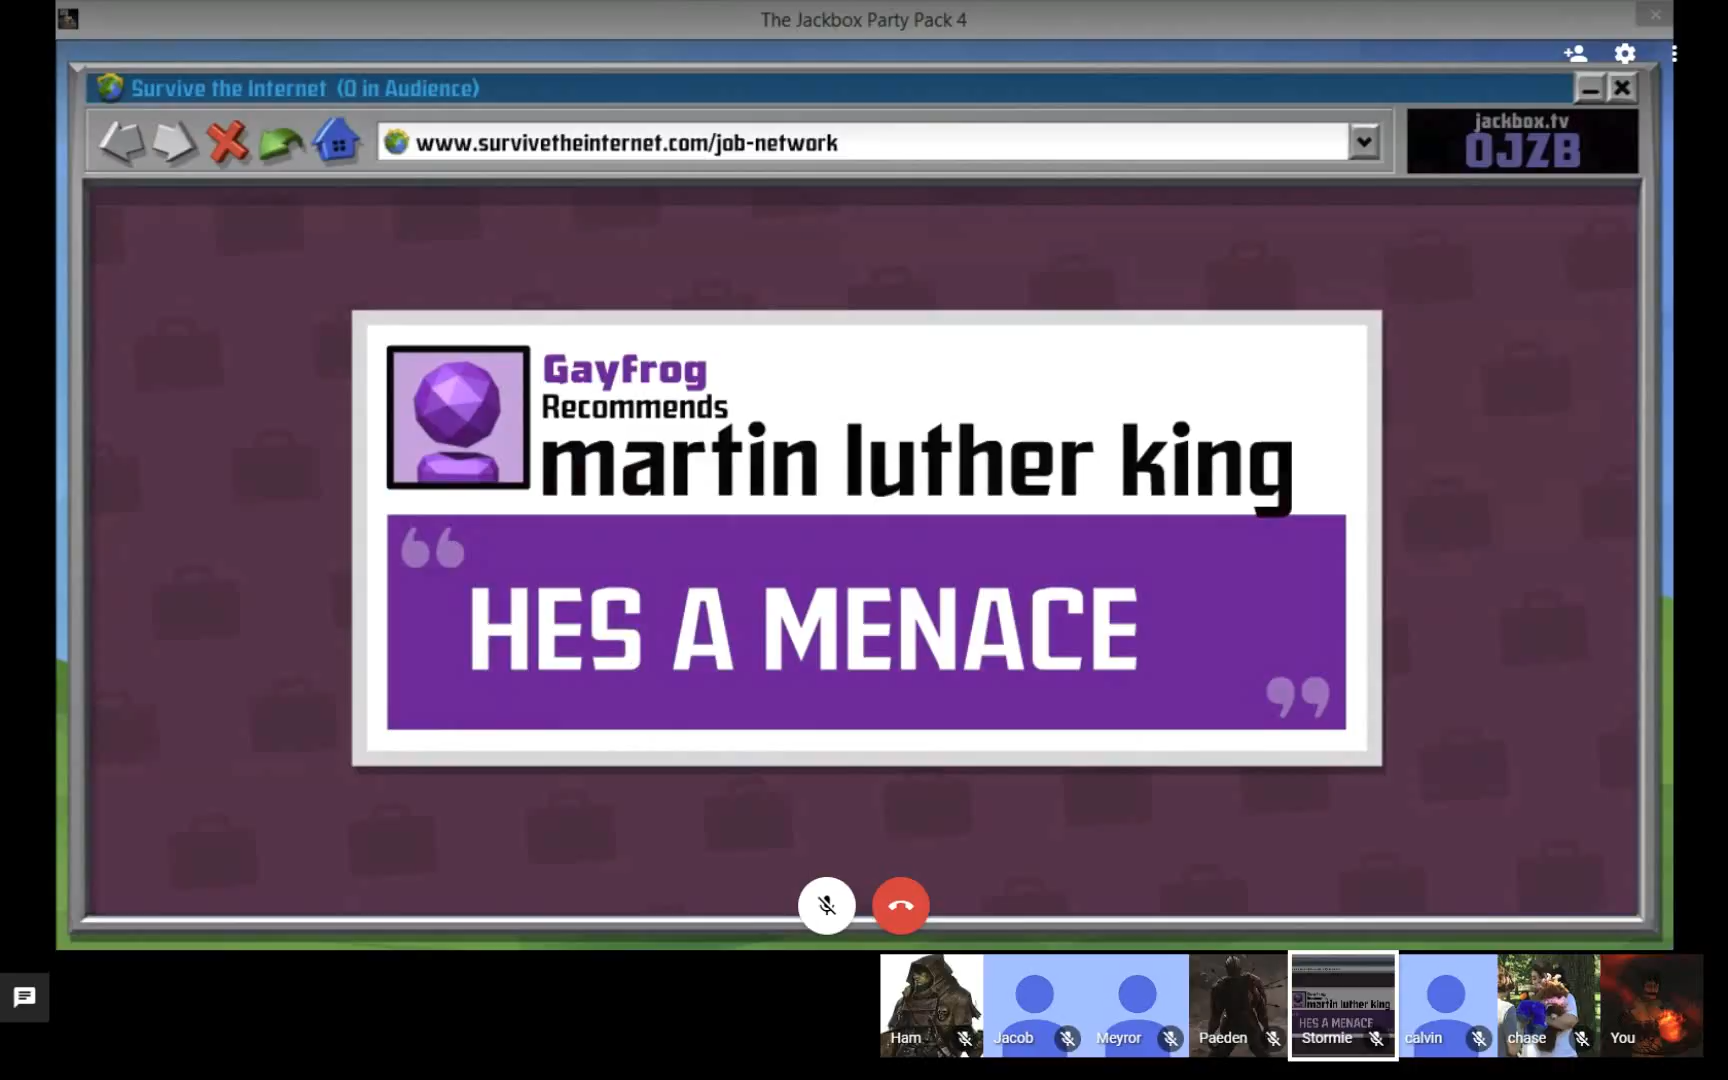 The Jackbox Party Pack 4
Survive the Internet (0 in Audience)
www.survivetheinternet.com/job-network
jackbox.tv
OJZB
GayFrog
Recommends
martin luther king
“
HES A MENACE
”
martin luther king
HES A MENACE
Ham
Jacob
Meyror
Paeden
Stormie
calvin
chase
You